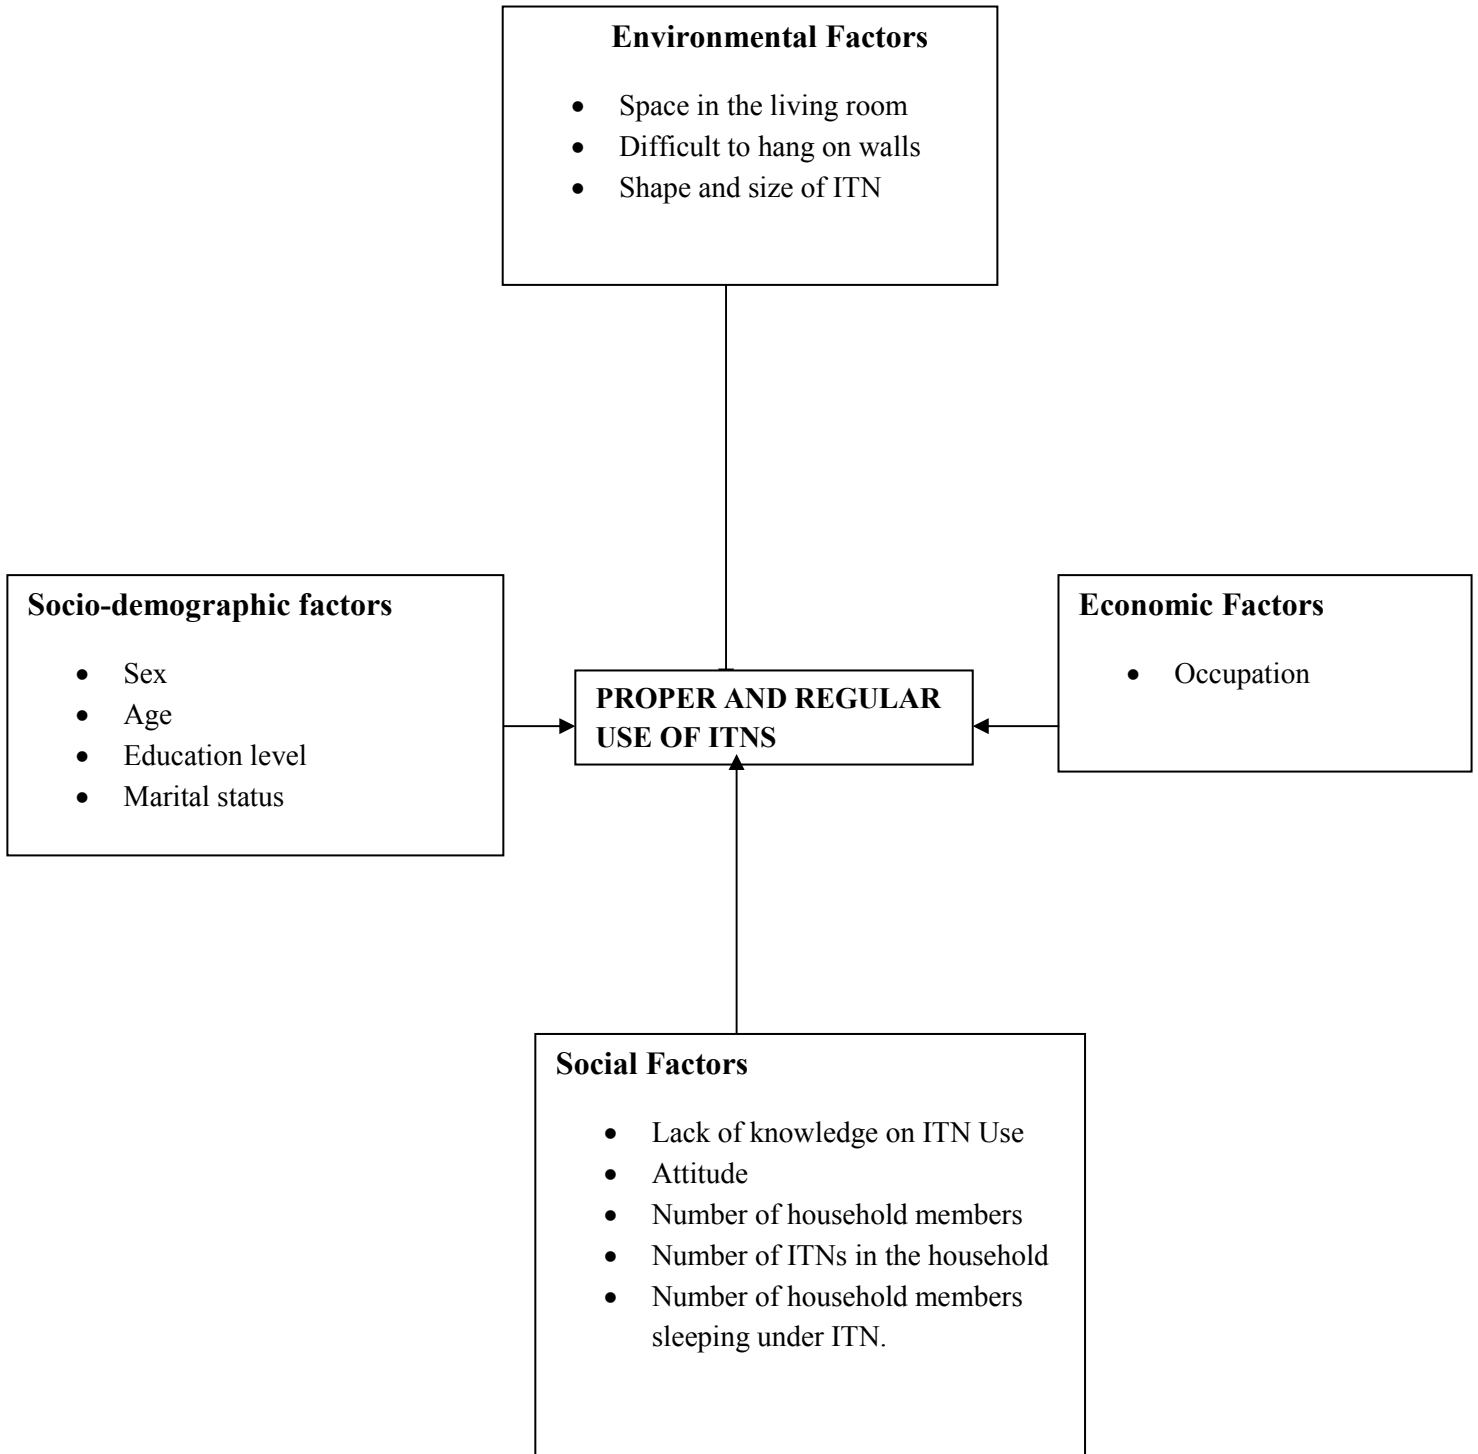 Environmental Factors
• Space in the living room
• Difficult to hang on walls
• Shape and size of ITN
Socio-demographic factors
• Sex
• Age
• Education level
• Marital status
PROPER AND REGULAR
USE OF ITNS
Economic Factors
• Occupation
Social Factors
• Lack of knowledge on ITN Use
• Attitude
• Number of household members
• Number of ITNs in the household
• Number of household members
sleeping under ITN.